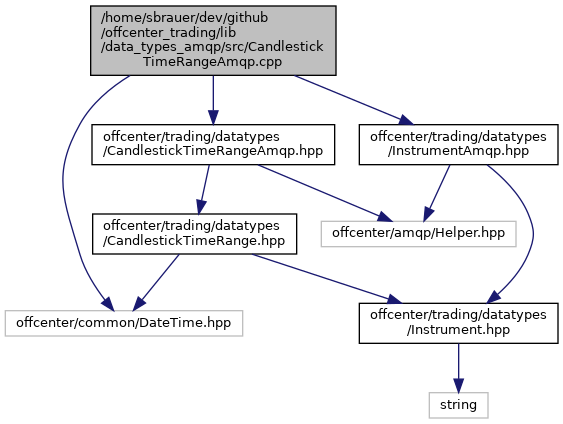 /home/sbrauer/dev/github
/offcenter_trading/lib
/data_types_amqp/src/Candlestick
TimeRangeAmqp.cpp
offcenter/trading/datatypes
/CandlestickTimeRangeAmqp.hpp
offcenter/trading/datatypes
/InstrumentAmqp.hpp
offcenter/trading/datatypes
/CandlestickTimeRange.hpp
offcenter/amqp/Helper.hpp
offcenter/common/DateTime.hpp
offcenter/trading/datatypes
/Instrument.hpp
string